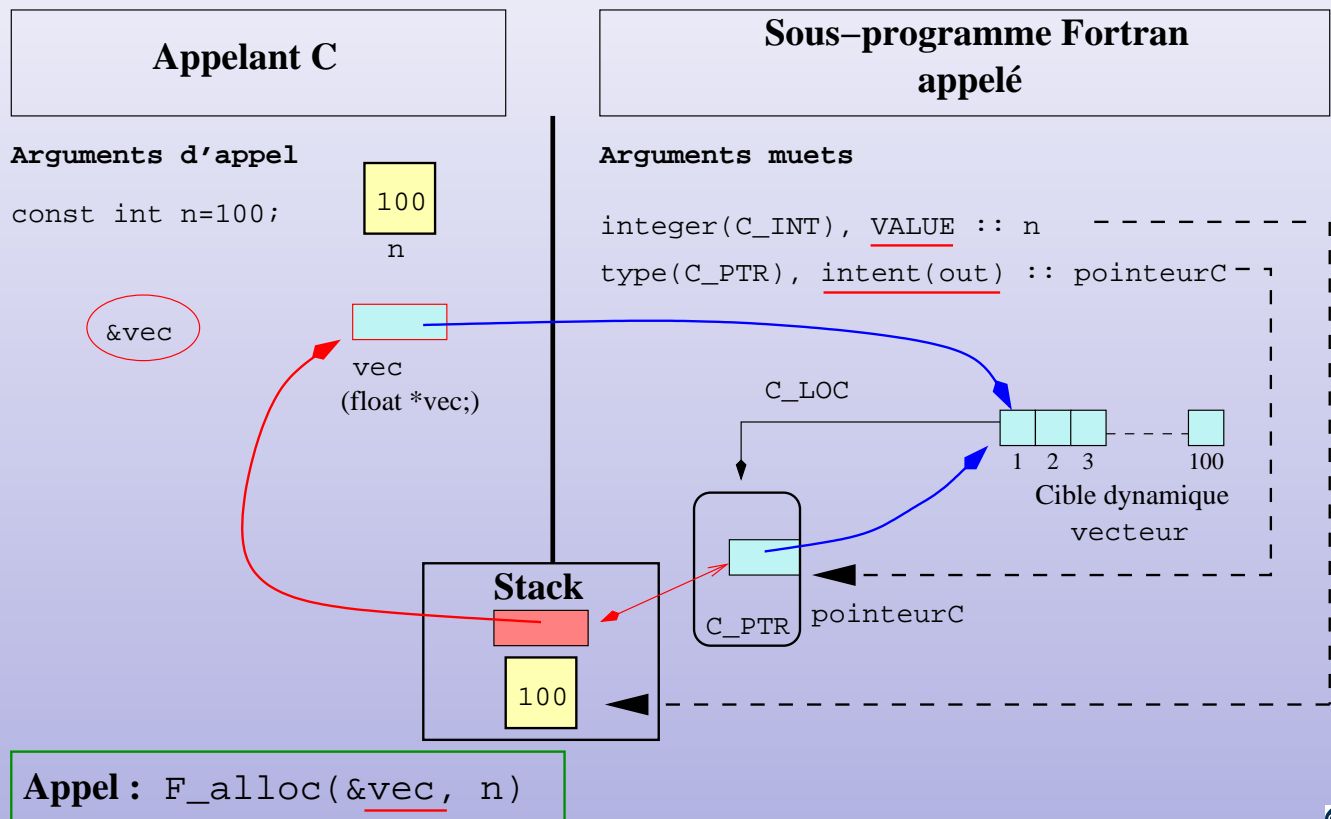 Appelant C
Sous−programme Fortran
appelé
Arguments d'appel
const int n=100;
100
n
&vec
vec
(float *vec;)
Arguments muets
integer(C_INT), VALUE :: n
type(C_PTR), intent(out) :: pointeurC
C_LOC
1 2 3 100
Cible dynamique
vecteur
C_PTR
pointeurC
Stack
100
Appel : F_alloc(&vec, n)